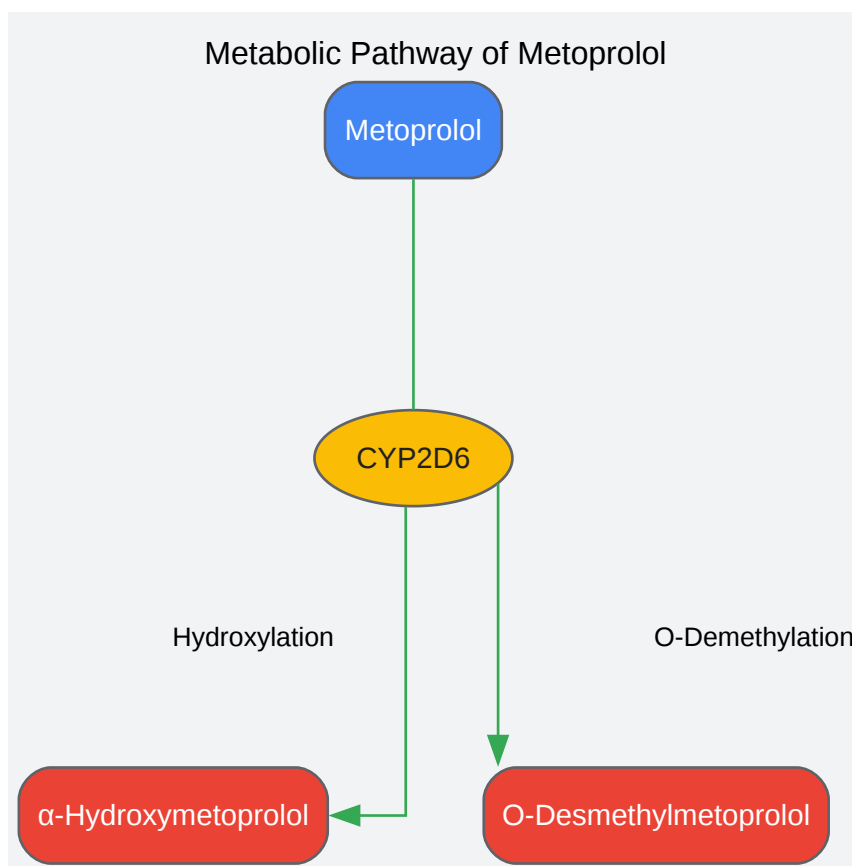 Metabolic Pathway of Metoprolol
Metoprolol
CYP2D6
Hydroxylation
O-Demethylation
α-Hydroxymetoprolol
O-Desmethylmetoprolol